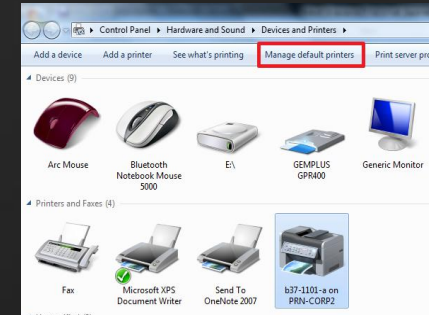 Control Panel ▸ Hardware and Sound ▸ Devices and Printers ▸
Add a device Add a printer See what's printing Manage default printers Print server pro
Devices (9)
Arc Mouse Bluetooth Notebook Mouse 5000 E:\ GEMPLUS GPR400 Generic Monitor
Printers and Faxes (4)
Fax Microsoft XPS Document Writer Send To OneNote 2007 b37-1101-a on PRN-CORP2